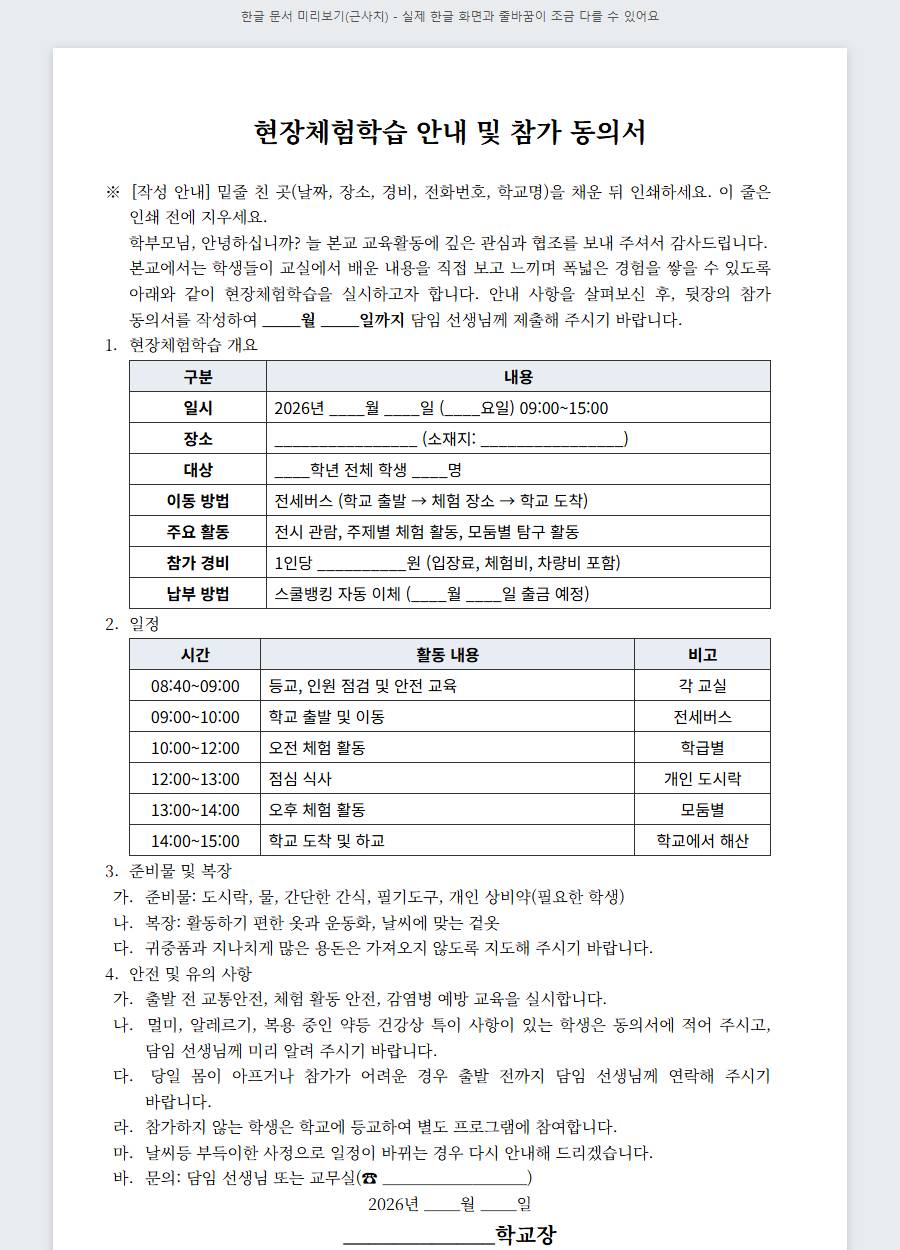 한글 문서 미리보기(근사치) - 실제 한글 화면과 줄바꿈이 조금 다를 수 있어요
현장체험학습 안내 및 참가 동의서
※ [작성 안내] 밑줄 친 곳(날짜, 장소, 경비, 전화번호, 학교명)을 채운 뒤 인쇄하세요. 이 줄은
인쇄 전에 지우세요.
학부모님, 안녕하십니까? 늘 본교 교육활동에 깊은 관심과 협조를 보내 주셔서 감사드립니다.
본교에서는 학생들이 교실에서 배운 내용을 직접 보고 느끼며 폭넓은 경험을 쌓을 수 있도록
아래와 같이 현장체험학습을 실시하고자 합니다. 안내 사항을 살펴보신 후, 뒷장의 참가
동의서를 작성하여 ____월 ____일까지 담임 선생님께 제출해 주시기 바랍니다.
1. 현장체험학습 개요
구분 내용
일시 2026년 ____월 ____일 (____요일) 09:00~15:00
장소 ________________ (소재지: ________________)
대상 ____학년 전체 학생 ____명
이동 방법 전세버스 (학교 출발 → 체험 장소 → 학교 도착)
주요 활동 전시 관람, 주제별 체험 활동, 모둠별 탐구 활동
참가 경비 1인당 __________원 (입장료, 체험비, 차량비 포함)
납부 방법 스쿨뱅킹 자동 이체 (____월 ____일 출금 예정)
2. 일정
시간 활동 내용 비고
08:40~09:00 등교, 인원 점검 및 안전 교육 각 교실
09:00~10:00 학교 출발 및 이동 전세버스
10:00~12:00 오전 체험 활동 학급별
12:00~13:00 점심 식사 개인 도시락
13:00~14:00 오후 체험 활동 모둠별
14:00~15:00 학교 도착 및 하교 학교에서 해산
3. 준비물 및 복장
가. 준비물: 도시락, 물, 간단한 간식, 필기도구, 개인 상비약(필요한 학생)
나. 복장: 활동하기 편한 옷과 운동화, 날씨에 맞는 겉옷
다. 귀중품과 지나치게 많은 용돈은 가져오지 않도록 지도해 주시기 바랍니다.
4. 안전 및 유의 사항
가. 출발 전 교통안전, 체험 활동 안전, 감염병 예방 교육을 실시합니다.
나. 멀미, 알레르기, 복용 중인 약등 건강상 특이 사항이 있는 학생은 동의서에 적어 주시고,
담임 선생님께 미리 알려 주시기 바랍니다.
다. 당일 몸이 아프거나 참가가 어려운 경우 출발 전까지 담임 선생님께 연락해 주시기
바랍니다.
라. 참가하지 않는 학생은 학교에 등교하여 별도 프로그램에 참여합니다.
마. 날씨등 부득이한 사정으로 일정이 바뀌는 경우 다시 안내해 드리겠습니다.
바. 문의: 담임 선생님 또는 교무실(☎ ________________)
2026년 ____월 ____일
______________학교장